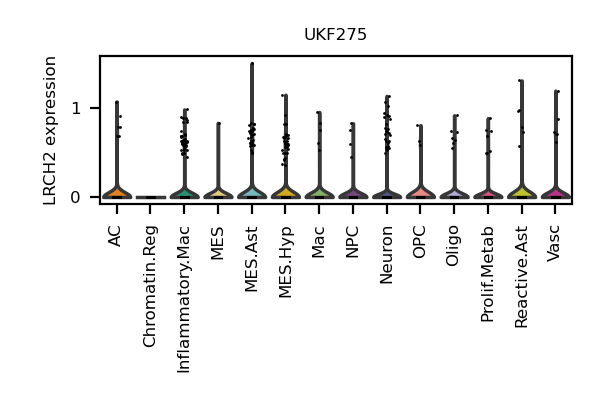 UKF275
LRCH2 expression
1
0
AC
Chromatin.Reg
Inflammatory.Mac
MES
MES.Ast
MES.Hyp
Mac
NPC
Neuron
OPC
Oligo
Prolif.Metab
Reactive.Ast
Vasc